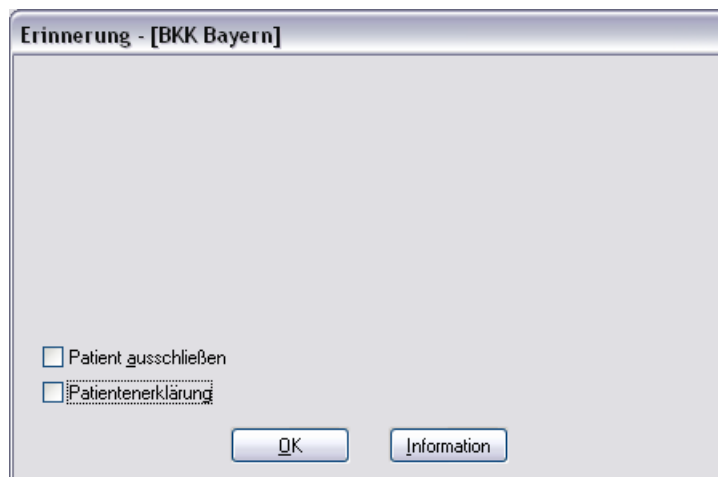 Erinnerung - [BKK Bayern]
Patient ausschließen
Patientenerklärung
OK
Information